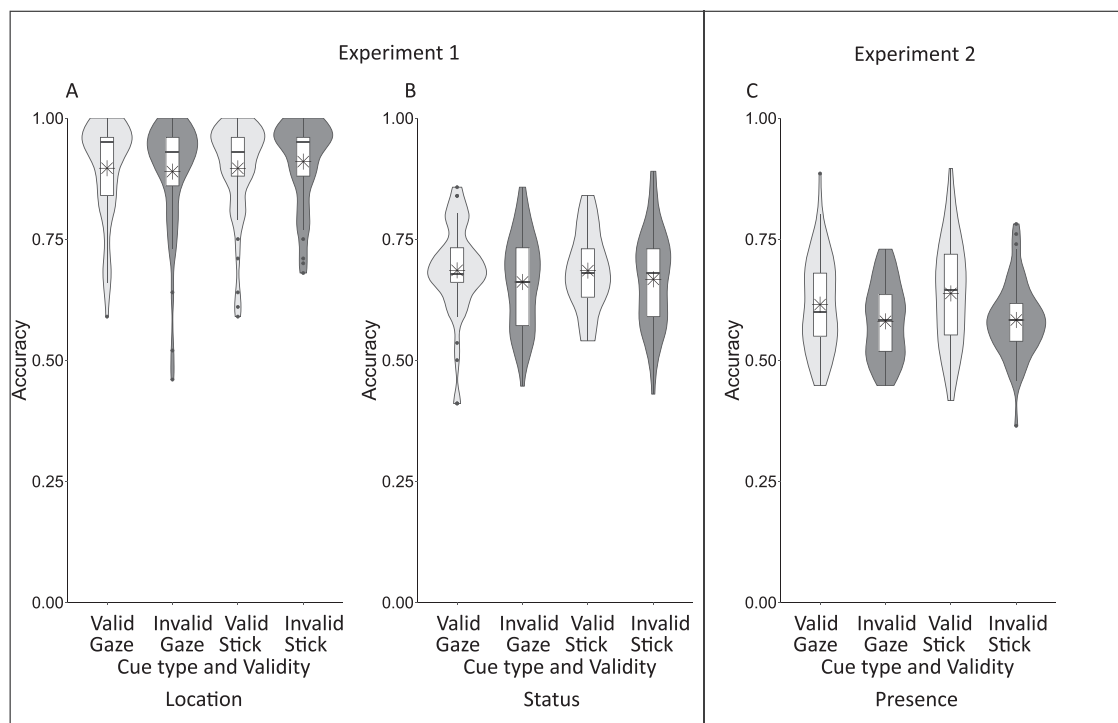 Experiment 1
Experiment 2
A
B
C
1.00
0.75
0.50
0.25
0.00
Accuracy
Valid Gaze
Invalid Gaze
Valid Stick
Invalid Stick
Cue type and Validity
Location
1.00
0.75
0.50
0.25
0.00
Accuracy
Valid Gaze
Invalid Gaze
Valid Stick
Invalid Stick
Cue type and Validity
Status
1.00
0.75
0.50
0.25
0.00
Accuracy
Valid Gaze
Invalid Gaze
Valid Stick
Invalid Stick
Cue type and Validity
Presence